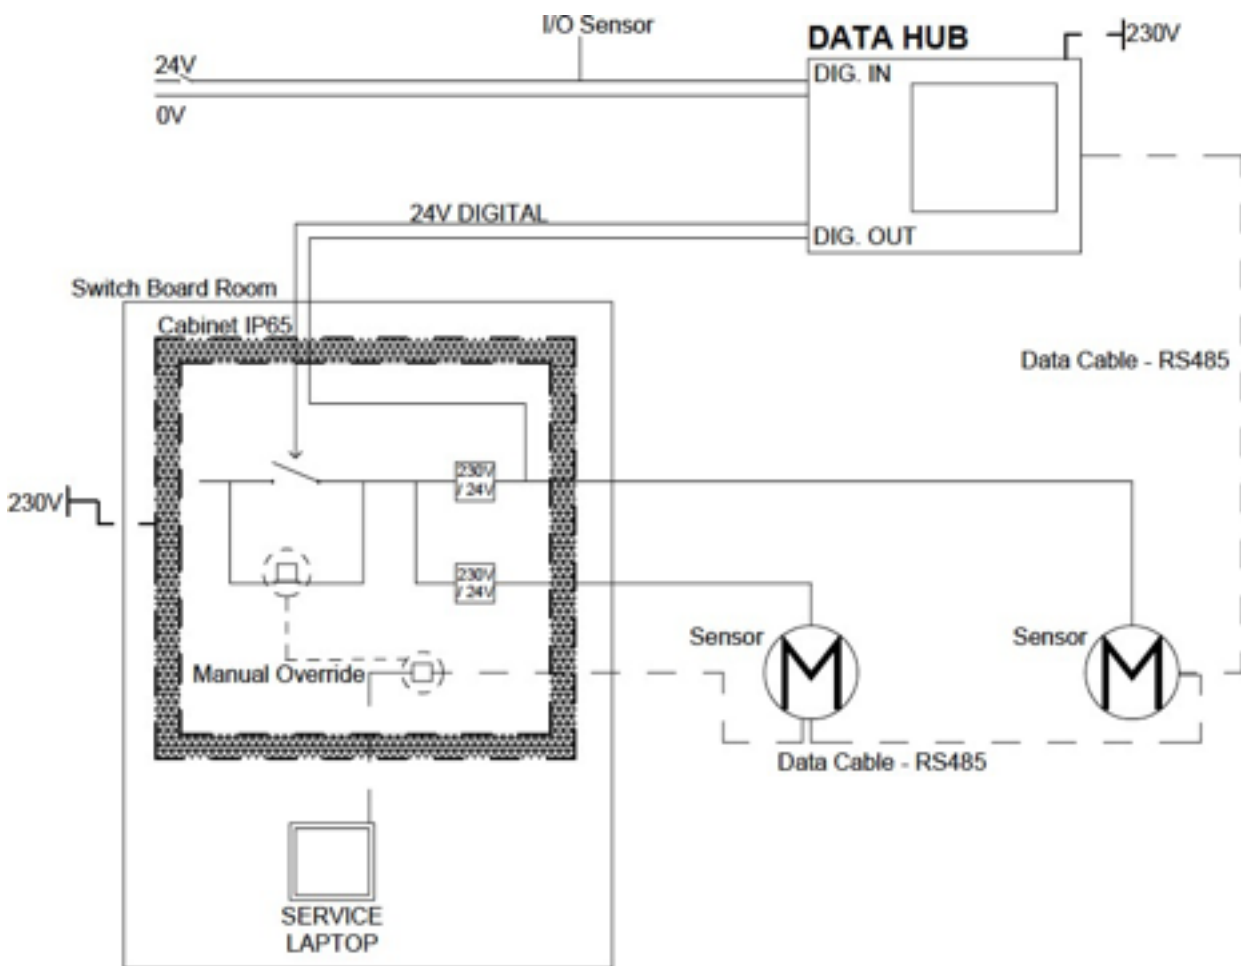 I/O Sensor
DATA HUB
230V
24V
DIG. IN
0V
24V DIGITAL
DIG. OUT
Switch Board Room
Cabinet IP65
Data Cable - RS485
230V
/ 24V
230V
230V
/ 24V
Sensor
M
Sensor
M
Manual Override
Data Cable - RS485
SERVICE
LAPTOP